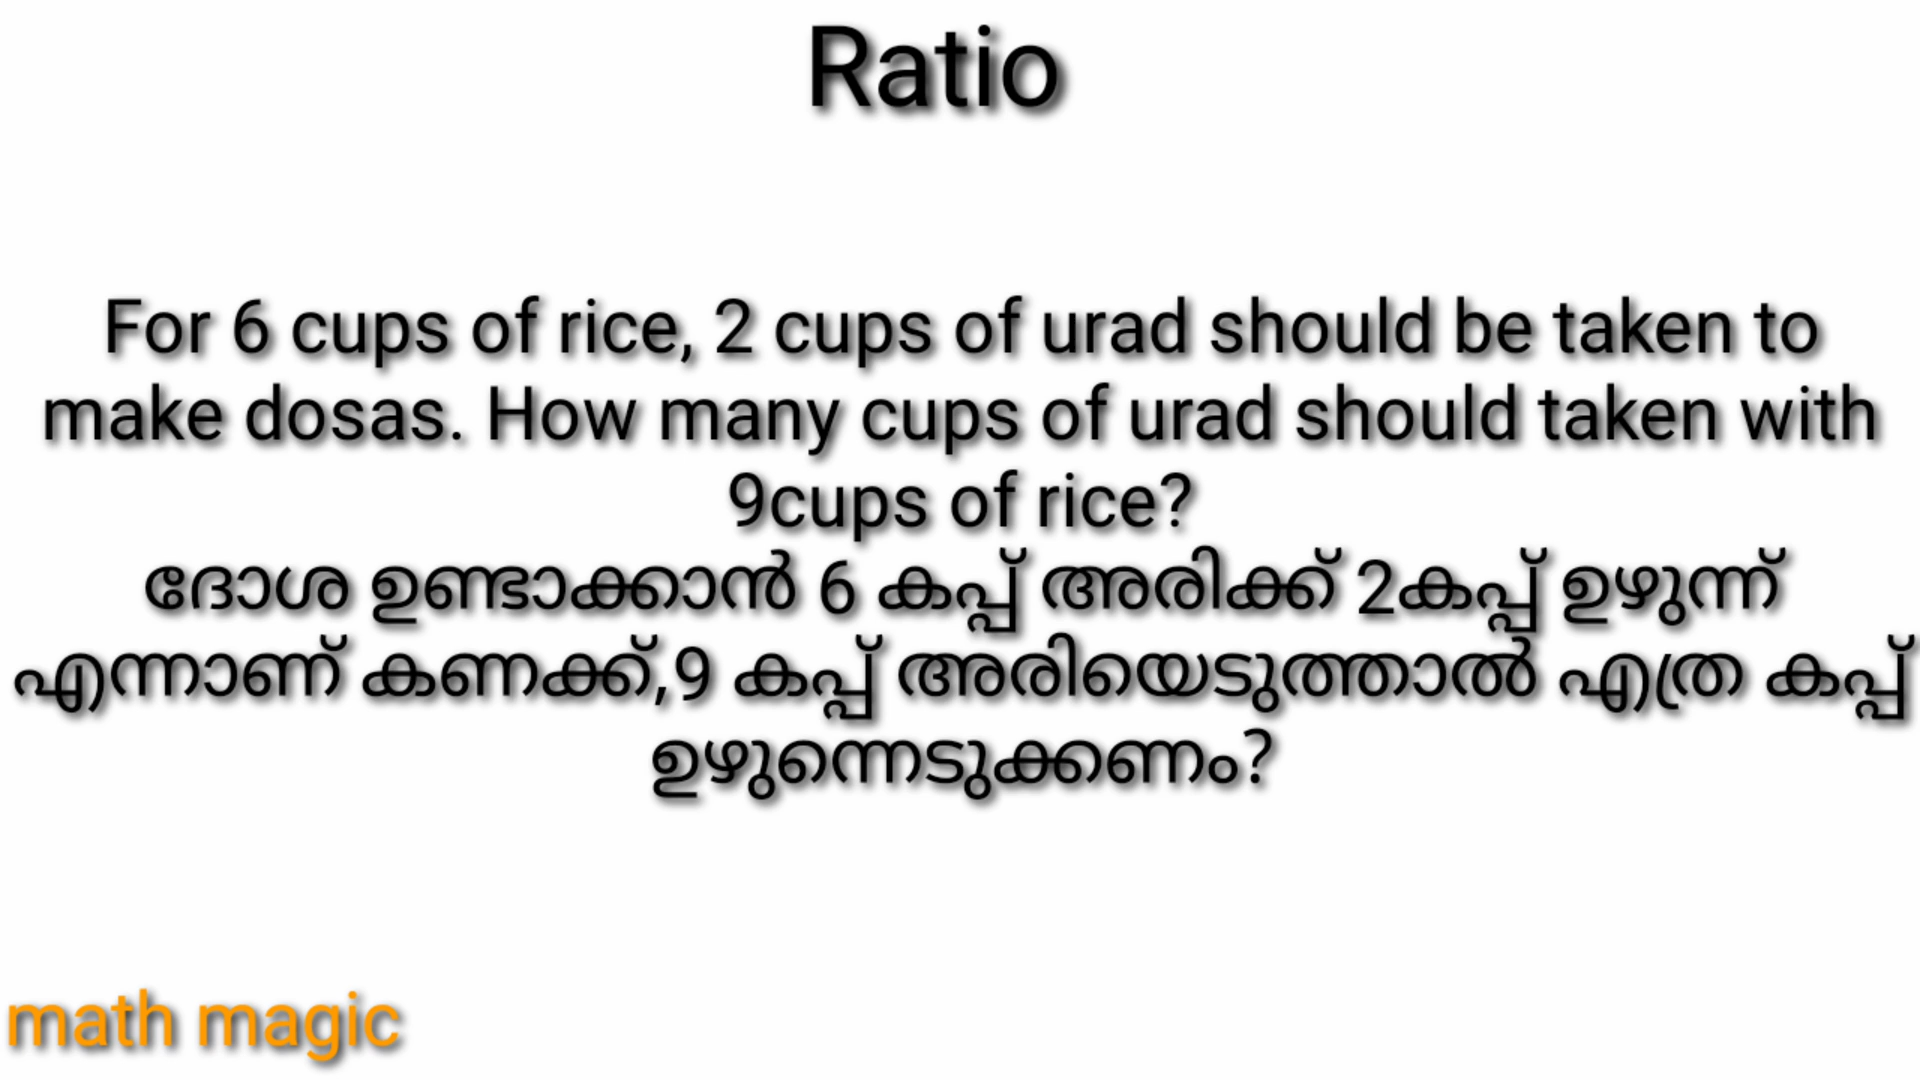 Ratio
For 6 cups of rice, 2 cups of urad should be taken to
make dosas. How many cups of urad should taken with
9cups of rice?
ദോശ ഉണ്ടാക്കാൻ 6 കപ്പ് അരിക്ക് 2കപ്പ് ഉഴുന്ന്
എന്നാണ് കണക്ക്,9 കപ്പ് അരിയെടുത്താൽ എത്ര കപ്പ്
ഉഴുന്നെടുക്കണം?
math magic